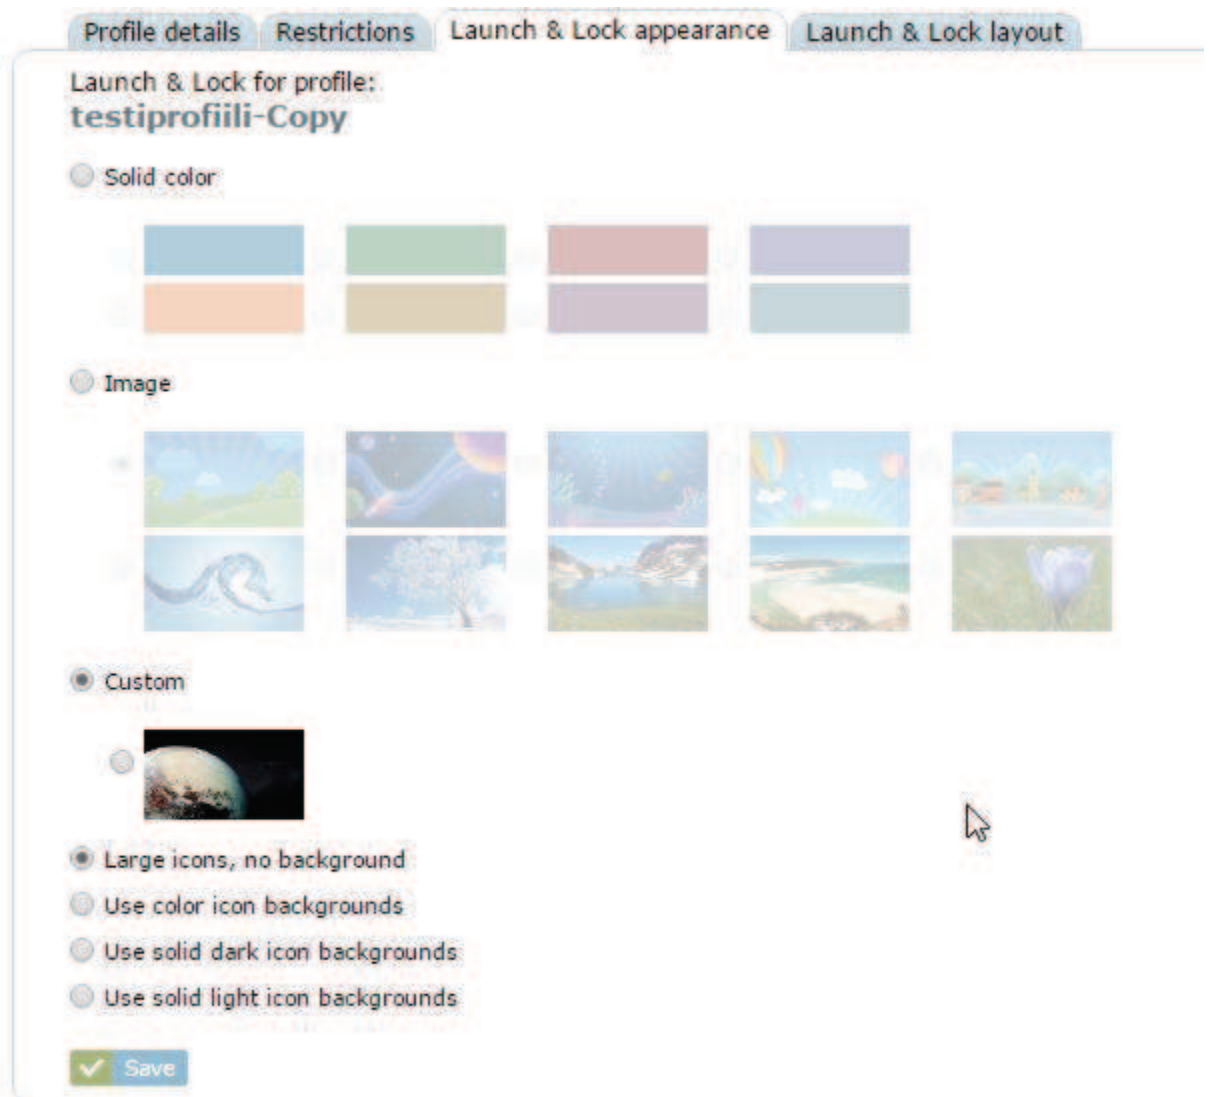 Profile details Restrictions Launch & Lock appearance Launch & Lock layout
Launch & Lock for profile:
testiprofiili-Copy
Solid color
Image
Custom
Large icons, no background
Use color icon backgrounds
Use solid dark icon backgrounds
Use solid light icon backgrounds
Save